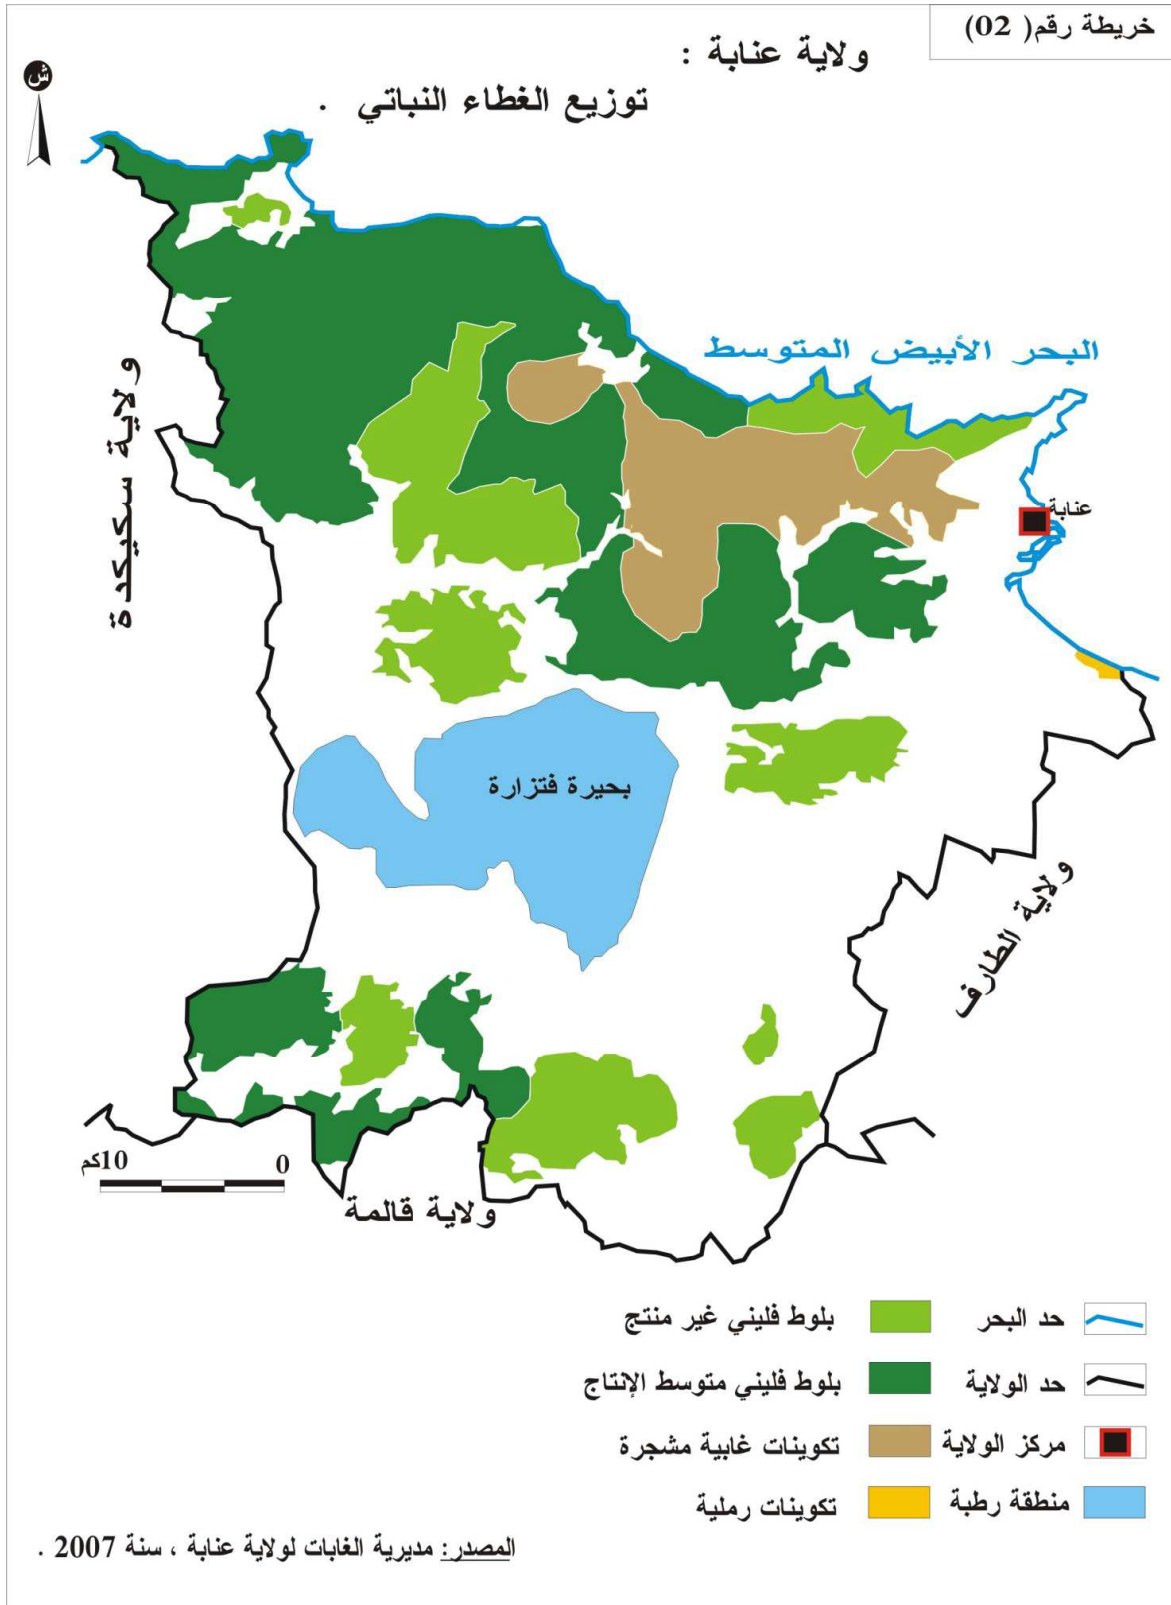 خريطة رقم( 02)
ولاية عنابة :
توزيع الغطاء النباتي .
ش
البحر الأبيض المتوسط
ولاية سكيكدة
عنابة
بحيرة فتزارة
ولاية الطارف
10كم
0
ولاية قالمة
حد البحر
بلوط فليني غير منتج
حد الولاية
بلوط فليني متوسط الإنتاج
مركز الولاية
تكوينات غابية مشجرة
منطقة رطبة
تكوينات رملية
المصدر: مديرية الغابات لولاية عنابة ، سنة 2007 .